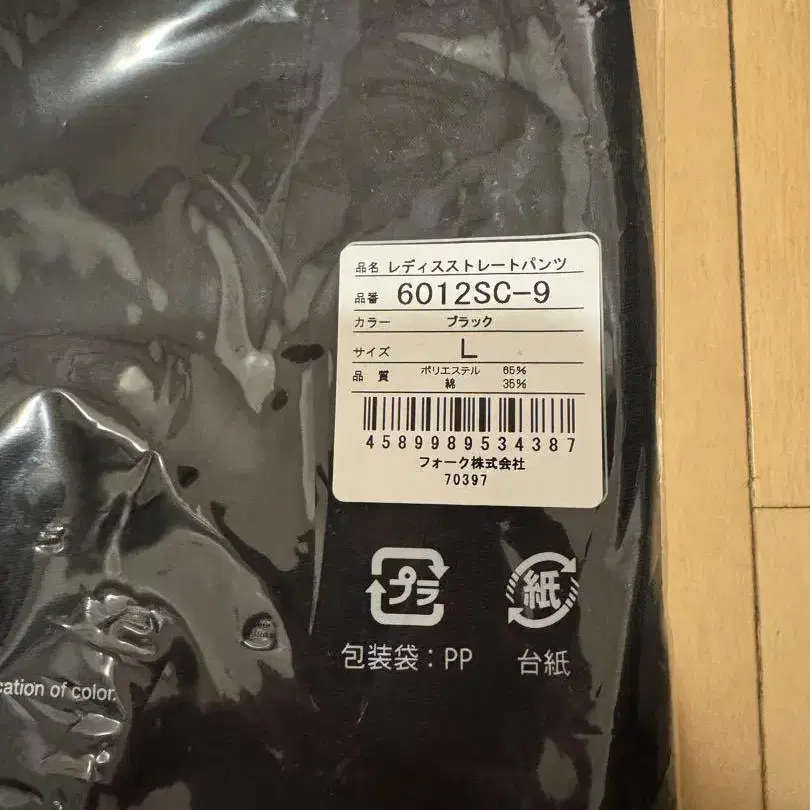 品名 レディスストレートパンツ
品番 6012SC-9
カラー ブラック
サイズ L
品 質 ポリエステル 65%
綿 35%
4589989534387
フォーク株式会社
70397
プラ 紙
包装袋:PP 台紙
cation of color.